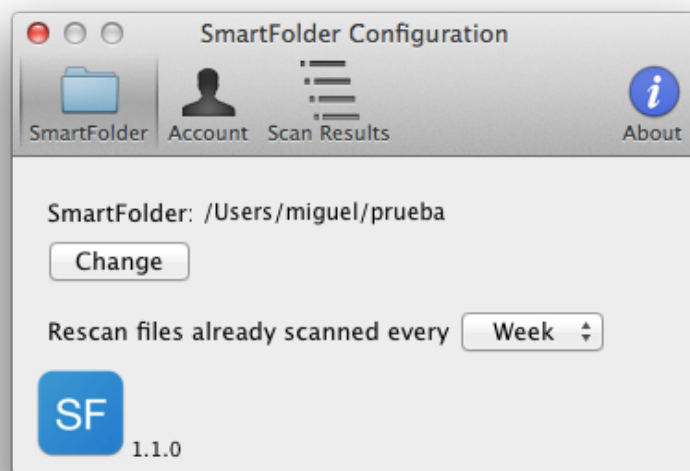 SmartFolder Configuration
SmartFolder Account Scan Results About
SmartFolder: /Users/miguel/prueba
Change
Rescan files already scanned every Week
SF
1.1.0